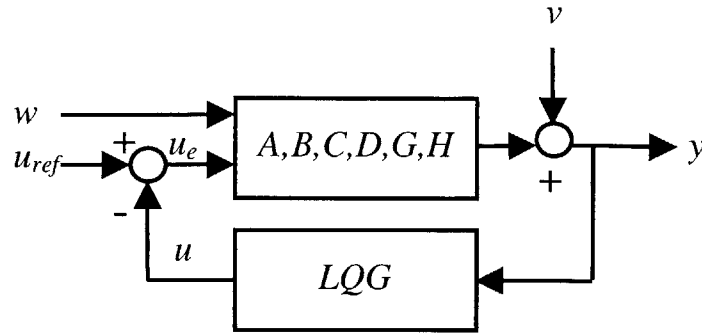 v
w
A,B,C,D,G,H
+
u_ref
u_e
y
+
-
u
LQG